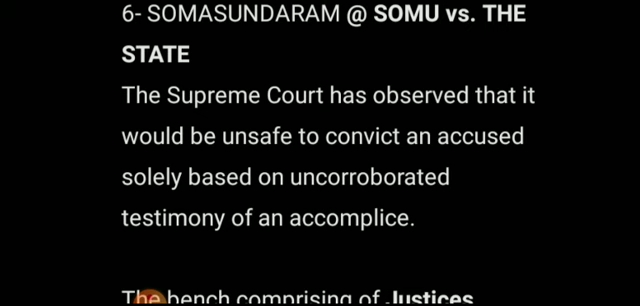 6- SOMASUNDARAM @ SOMU vs. THE
STATE
The Supreme Court has observed that it
would be unsafe to convict an accused
solely based on uncorroborated
testimony of an accomplice.
The bench comprising of Justices